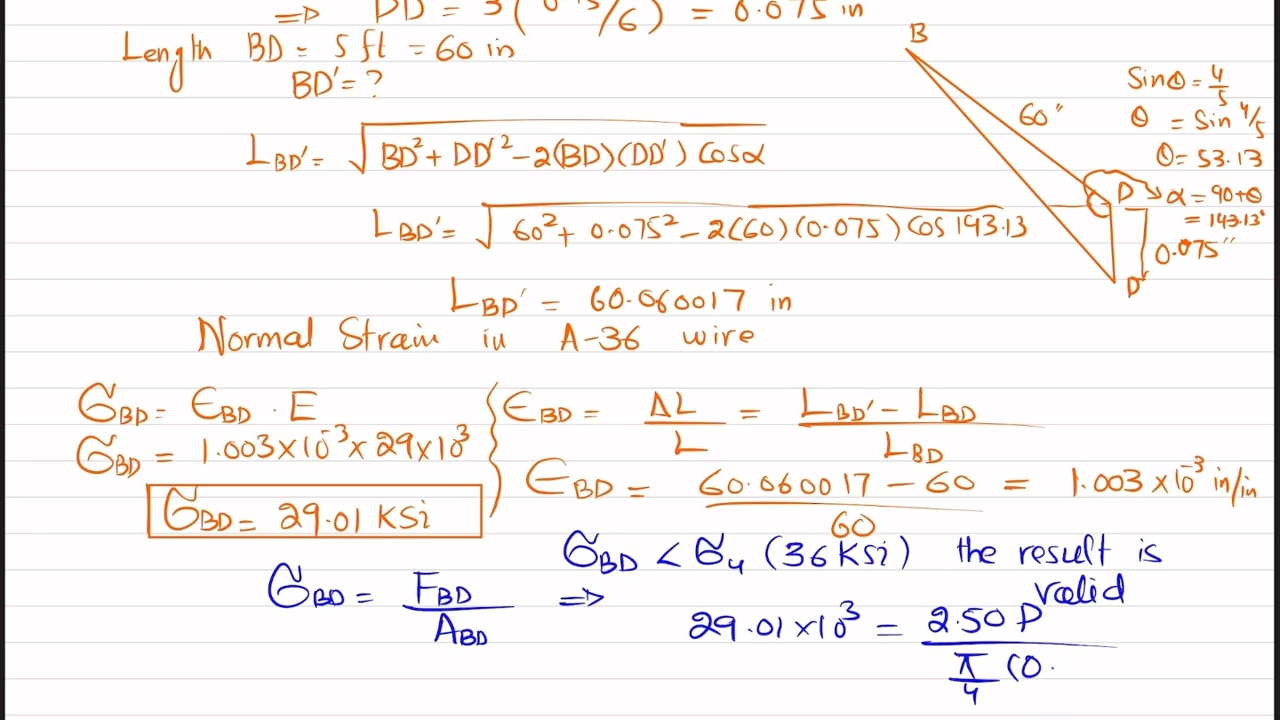 => DD = 3(0.15/6) = 0.075 in
Length BD = 5 ft = 60 in
BD' = ?
L_BD' = √(BD² + DD'² - 2(BD)(DD') Cosα)
L_BD' = √(60² + 0.075² - 2(60)(0.075) Cos 143.13)
L_BD' = 60.060017 in
B
60"
D
D'
0.075"
Sinθ = 4/5
θ = Sin 4/5
θ = 53.13
α = 90+θ
= 143.13°
Normal Strain in A-36 wire
σ_BD = ϵ_BD · E
σ_BD = 1.003 x 10⁻³ x 29 x 10³
σ_BD = 29.01 KSi
ϵ_BD = ΔL/L = (L_BD' - L_BD)/L_BD
ϵ_BD = (60.060017 - 60)/60 = 1.003 x 10⁻³ in/in
σ_BD < σ_y (36 KSi) the result is valid
σ_BD = F_BD/A_BD => 29.01 x 10³ = 2.50 P / π/4 (0.